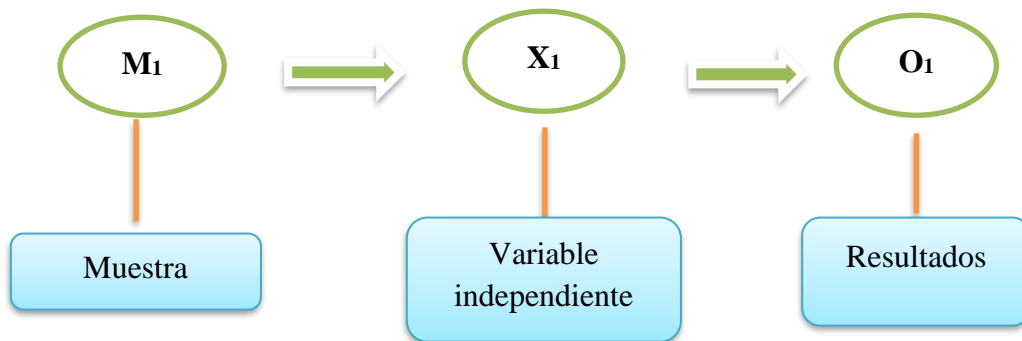 M₁
X₁
O₁
Muestra
Variable
independiente
Resultados